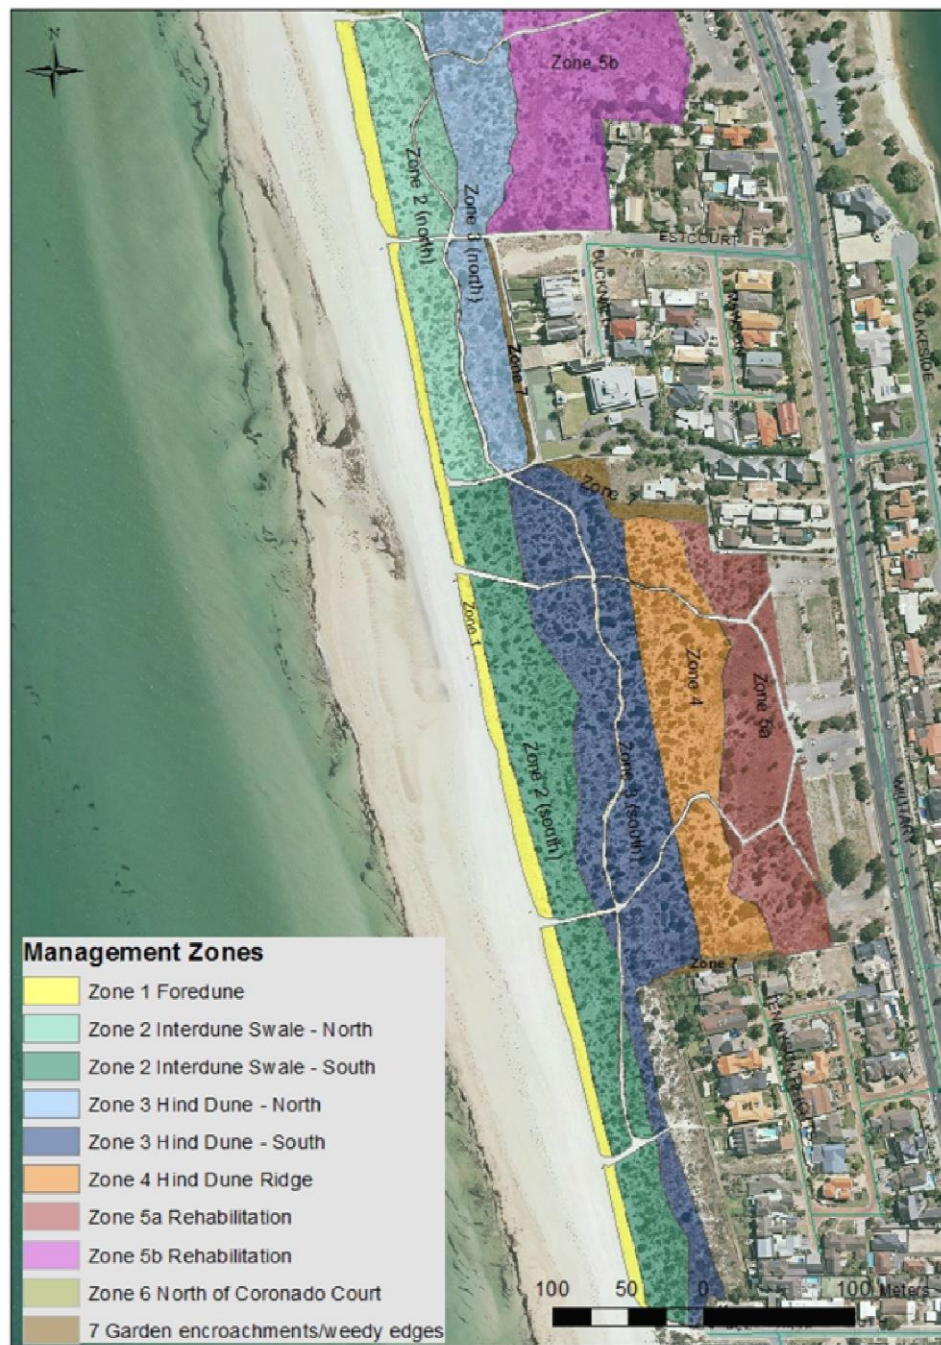 N
Zone 5b
Zone 2 (north)
Zone 3 (north)
ESTCOURT
LAKESIDE
Zone 7
Zone 7
Zone 1
Zone 4
Zone 5a
Zone 2 (south)
Zone 3 (south)
MILITARY
Zone 7
Management Zones
Zone 1 Foredune
Zone 2 Interdune Swale - North
Zone 2 Interdune Swale - South
Zone 3 Hind Dune - North
Zone 3 Hind Dune - South
Zone 4 Hind Dune Ridge
Zone 5a Rehabilitation
Zone 5b Rehabilitation
Zone 6 North of Coronado Court
7 Garden encroachments/weedy edges
100 50 0 100 Meters